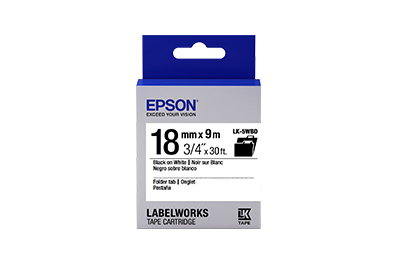 EPSON
EXCEED YOUR VISION
18 mm x 9 m
3/4" x 30 ft.
LK-5WBD
Black on White | Noir sur Blanc
Negro sobre blanco
Folder tab | Onglet
Pestaña
LABELWORKS
TAPE CARTRIDGE
LK
TAPE